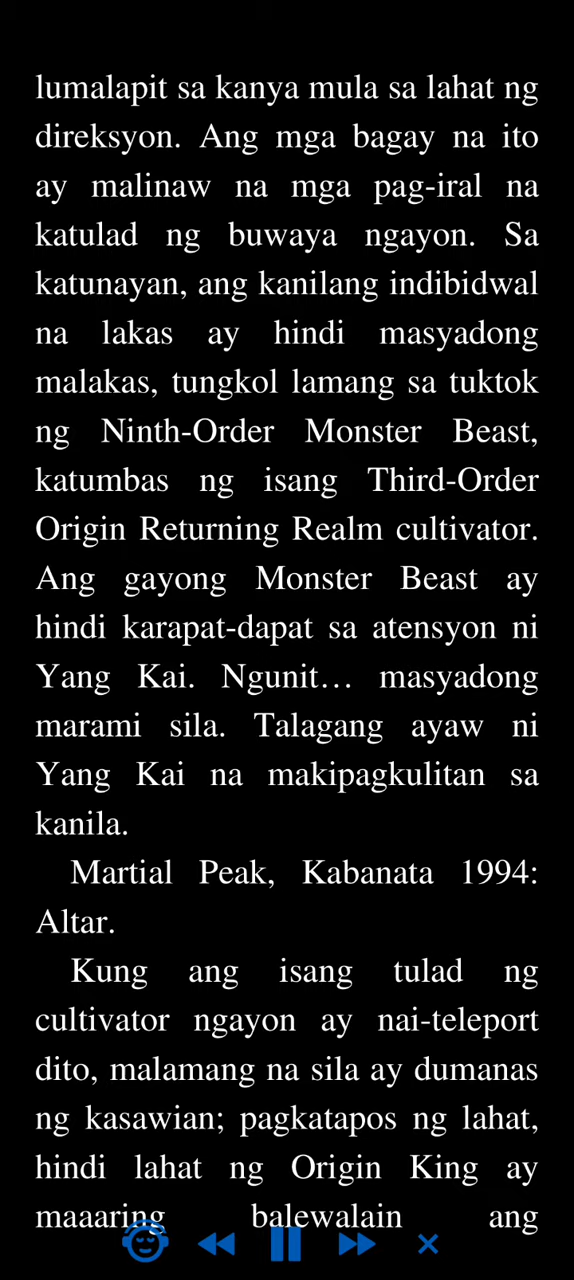 lumalapit sa kanya mula sa lahat ng
direksyon. Ang mga bagay na ito
ay malinaw na mga pag-iral na
katulad ng buwaya ngayon. Sa
katunayan, ang kanilang indibidwal
na lakas ay hindi masyadong
malakas, tungkol lamang sa tuktok
ng Ninth-Order Monster Beast,
katumbas ng isang Third-Order
Origin Returning Realm cultivator.
Ang gayong Monster Beast ay
hindi karapat-dapat sa atensyon ni
Yang Kai. Ngunit… masyadong
marami sila. Talagang ayaw ni
Yang Kai na makipagkulitan sa
kanila.
Martial Peak, Kabanata 1994:
Altar.
Kung ang isang tulad ng
cultivator ngayon ay nai-teleport
dito, malamang na sila ay dumanas
ng kasawian; pagkatapos ng lahat,
hindi lahat ng Origin King ay
maaaring balewalain ang